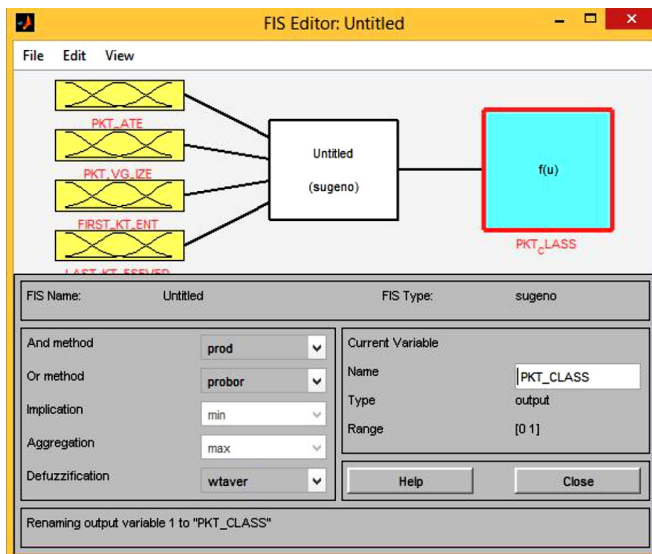 FIS Editor: Untitled
File Edit View
PKT_ATE
PKT_VG_IZE
FIRST_KT_ENT
LAST_KT_ESEVER
Untitled
(sugeno)
f(u)
PKT_CLASS
FIS Name: Untitled FIS Type: sugeno
And method prod
Or method probor
Implication min
Aggregation max
Defuzzification wtaver
Current Variable
Name PKT_CLASS
Type output
Range [0 1]
Help Close
Renaming output variable 1 to "PKT_CLASS"